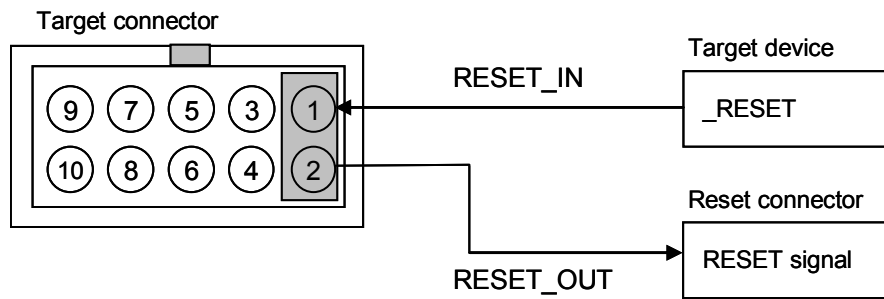 Target connector
Target device
RESET_IN
9 7 5 3 1
_RESET
10 8 6 4 2
Reset connector
RESET signal
RESET_OUT